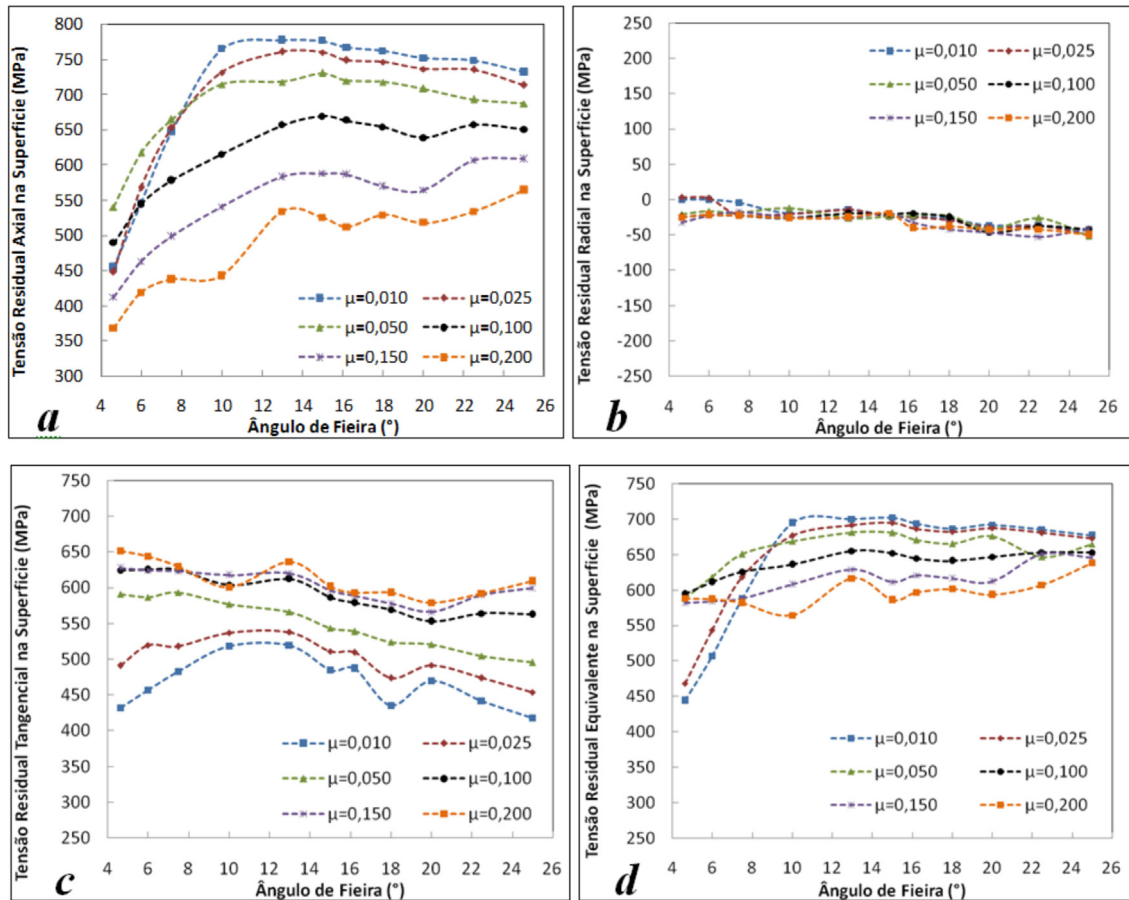 Tensão Residual Axial na Superfície (MPa)
800
750
700
650
600
550
500
450
400
350
300
μ=0,010 μ=0,025
μ=0,050 μ=0,100
μ=0,150 μ=0,200
4 6 8 10 12 14 16 18 20 22 24 26
Ângulo de Fieira (°)
a
Tensão Residual Radial na Superfície (MPa)
250
200
150
100
50
0
-50
-100
-150
-200
-250
μ=0,010 μ=0,025
μ=0,050 μ=0,100
μ=0,150 μ=0,200
4 6 8 10 12 14 16 18 20 22 24 26
Ângulo de Fieira (°)
b
Tensão Residual Tangencial na Superfície (MPa)
750
700
650
600
550
500
450
400
350
300
250
μ=0,010 μ=0,025
μ=0,050 μ=0,100
μ=0,150 μ=0,200
4 6 8 10 12 14 16 18 20 22 24 26
Ângulo de Fieira (°)
c
Tensão Residual Equivalente na Superfície (MPa)
750
700
650
600
550
500
450
400
350
300
250
μ=0,010 μ=0,025
μ=0,050 μ=0,100
μ=0,150 μ=0,200
4 6 8 10 12 14 16 18 20 22 24 26
Ângulo de Fieira (°)
d